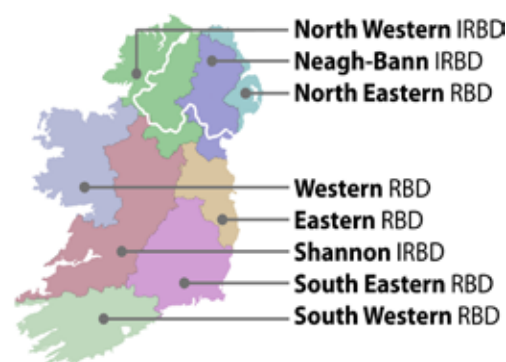 North Western IRBD
Neagh-Bann IRBD
North Eastern RBD
Western RBD
Eastern RBD
Shannon IRBD
South Eastern RBD
South Western RBD